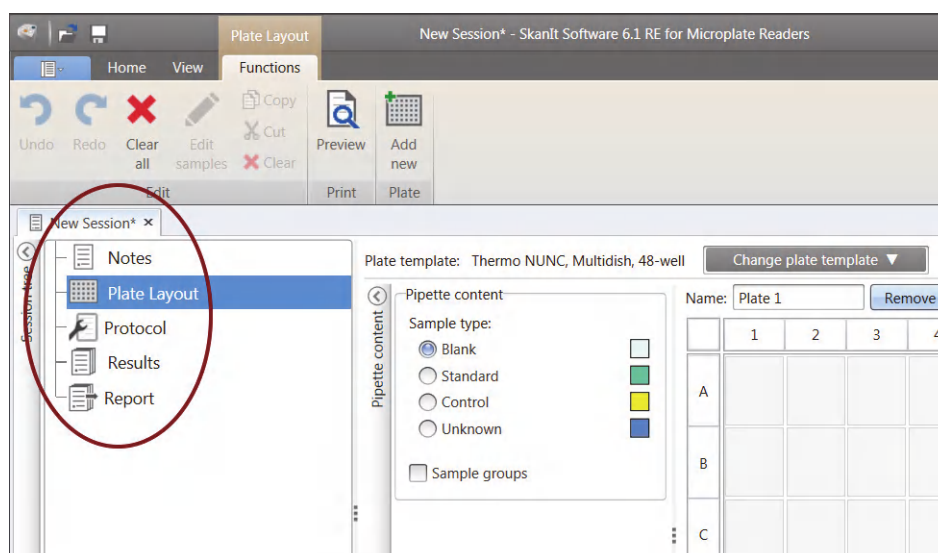 Plate Layout
New Session* - SkanIt Software 6.1 RE for Microplate Readers
Home View Functions
Undo
Redo
Clear all
Edit samples
Copy
Cut
Clear
Preview
Add new
Edit
Print
Plate
New Session* ×
Session tree
Notes
Plate Layout
Protocol
Results
Report
Plate template: Thermo NUNC, Multidish, 48-well
Change plate template ▼
Pipette content
Pipette content
Sample type:
Blank
Standard
Control
Unknown
Sample groups
Name: Plate 1
Remove
1 2 3 4
A
B
C